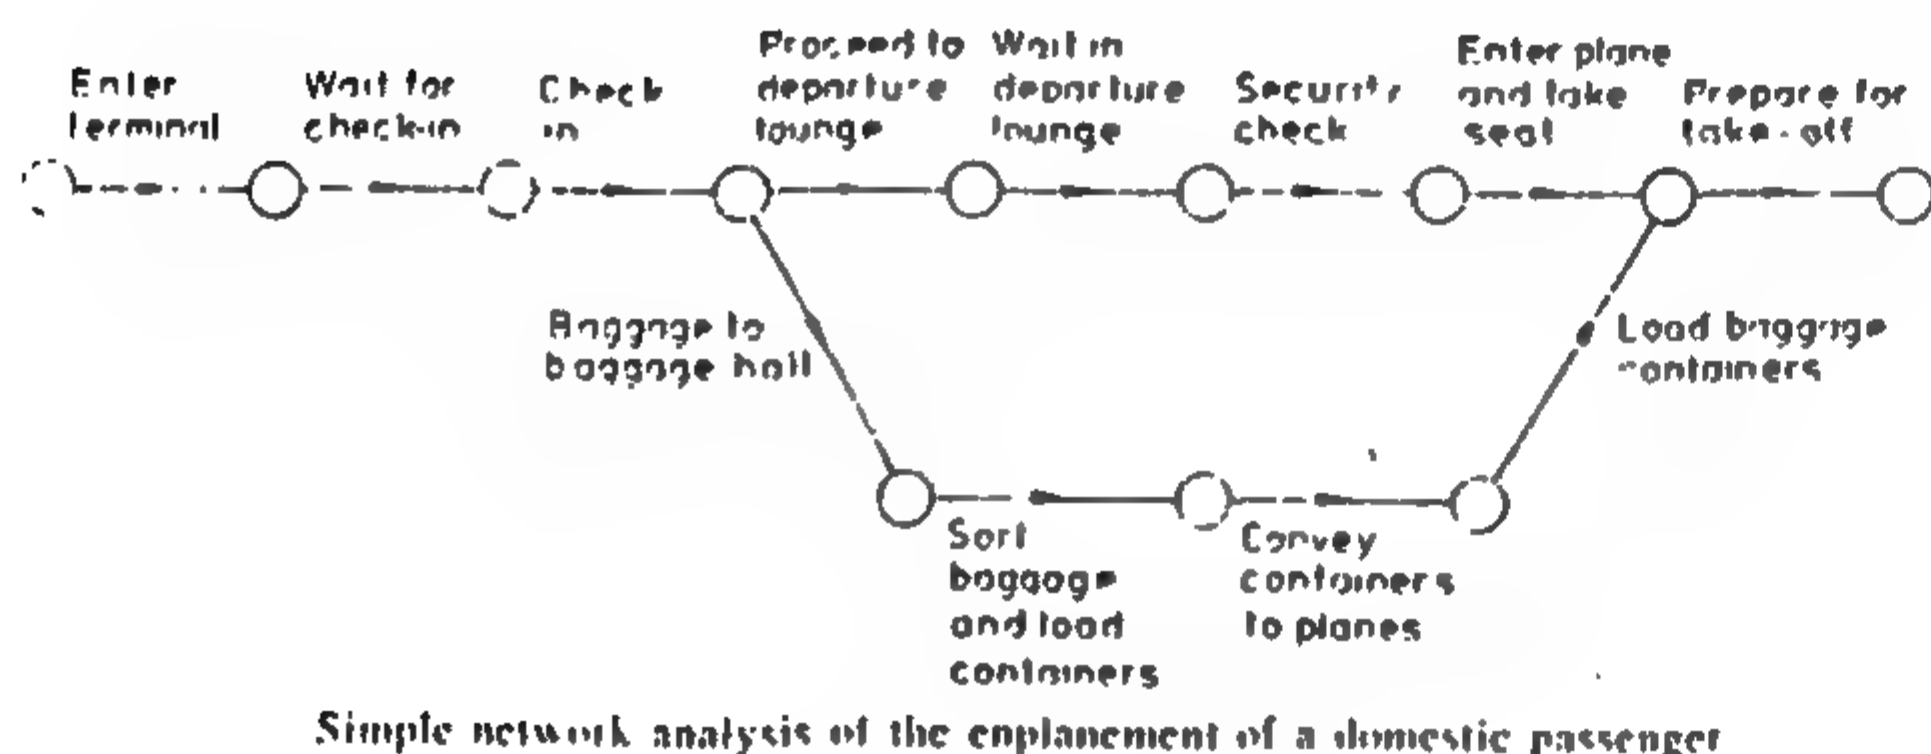 Enter
terminal
Wait for
check-in
Check
in
Proceed to
departure
lounge
Wait in
departure
lounge
Security
check
Enter plane
and take
seat
Prepare for
take-off
Baggage to
baggage hall
Load baggage
containers
Sort
baggage
and load
containers
Convey
containers
to planes
Simple network analysis of the enplanement of a domestic passenger